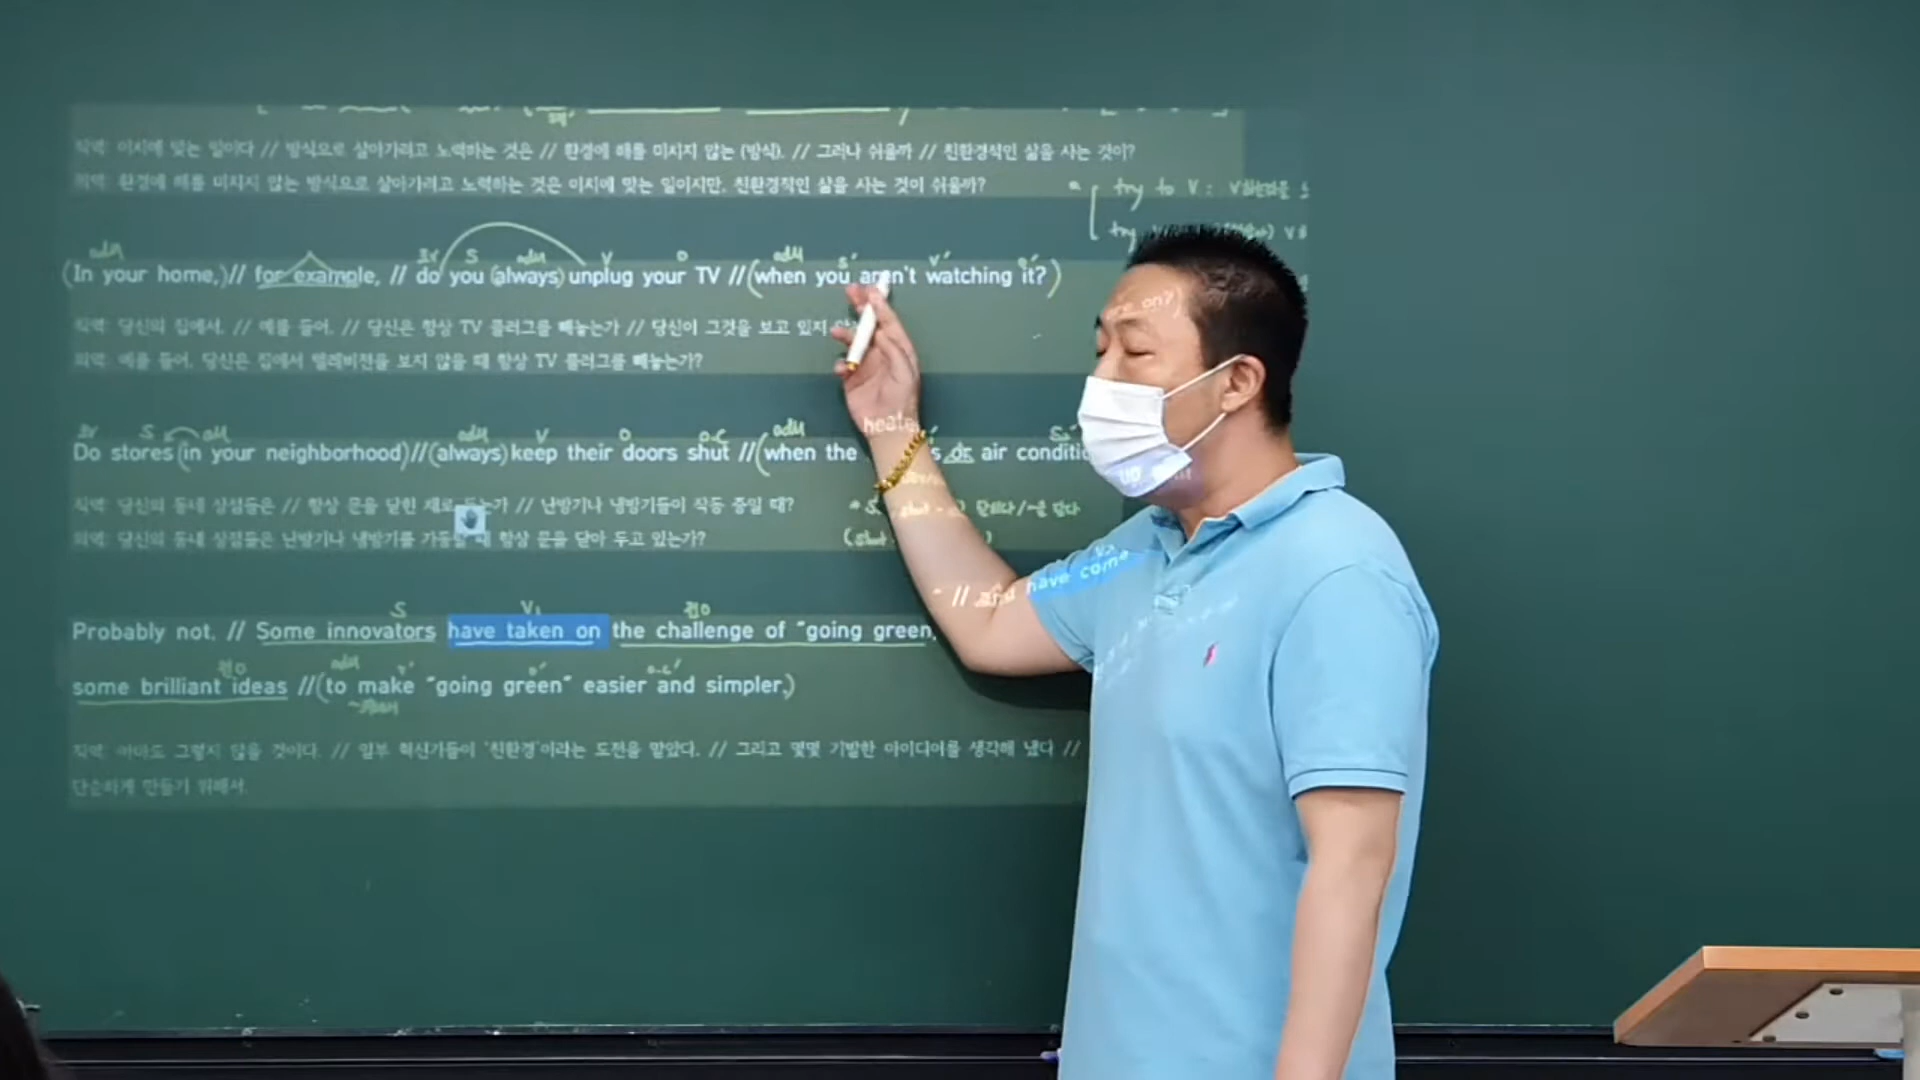 직역: 이치에 맞는 일이다 // 방식으로 살아가려고 노력하는 것은 // 환경에 해를 미치지 않는 (방식). // 그러나 쉬울까 // 친환경적인 삶을 사는 것이?
의역: 환경에 해를 미치지 않는 방식으로 살아가려고 노력하는 것은 이치에 맞는 일이지만, 친환경적인 삶을 사는 것이 쉬울까?
try to V : V
try
adv S adv V O adv S' V' O'
(In your home,) // for example, // do you (always) unplug your TV // (when you aren't watching it?)
직역: 당신의 집에서, // 예를 들어, // 당신은 항상 TV 플러그를 빼놓는가 // 당신이 그것을 보고 있지
의역: 예를 들어, 당신은 집에서 텔레비전을 보지 않을 때 항상 TV 플러그를 빼놓는가?
S adv V O O·C adv
Do stores (in your neighborhood) // (always) keep their doors shut // (when the heate s or air conditio
직역: 당신의 동네 상점들은 // 항상 문을 닫힌 채로 // 난방기나 냉방기들이 작동 중일 때?
의역: 당신의 동네 상점들은 난방기나 냉방기를 항상 문을 닫아 두고 있는가?
S V₁
Probably not, // Some innovators have taken on the challenge of "going green, // and have come
adv V' O' O·C'
some brilliant ideas // (to make "going green" easier and simpler.)
직역: 아마도 그렇지 않을 것이다. // 일부 혁신가들이 '친환경'이라는 도전을 맡았다. // 그리고 몇몇 기발한 아이디어를 생각해 냈다 //
단순하게 만들기 위해서.